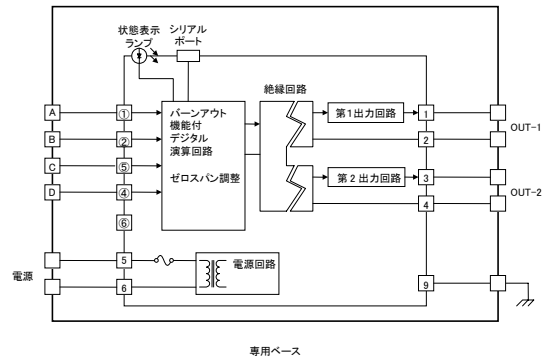 状態表示
ランプ
シリアル
ポート
絶縁回路
A
①
バーンアウト
機能付
デジタル
演算回路
ゼロスパン調整
第1出力回路
1
OUT-1
B
②
2
C
⑤
第2出力回路
3
OUT-2
D
④
4
⑥
電源
5
電源回路
6
9
専用ベース